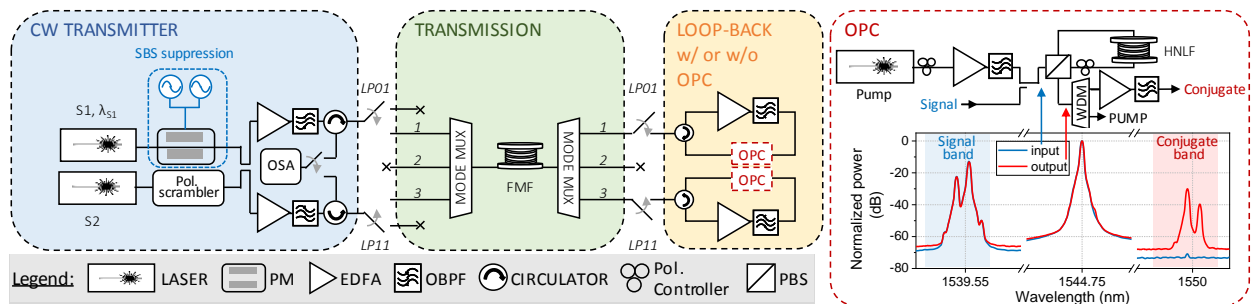 CW TRANSMITTER
SBS suppression
S1, λS1
PM
Pol.
scrambler
S2
OSA
LP01
LP11
TRANSMISSION
1
2
3
MODE MUX
FMF
MODE MUX
1
2
3
LP01
LP11
LOOP-BACK
w/ or w/o
OPC
OPC
OPC
OPC
Pump
Signal
HNLF
WDM
Conjugate
PUMP
Signal
band
input
output
Conjugate
band
Normalized power
(dB)
0
-20
-40
-60
-80
1539.55
1544.75
1550
Wavelength (nm)
Legend:
LASER
PM
EDFA
OBPF
CIRCULATOR
Pol.
Controller
PBS